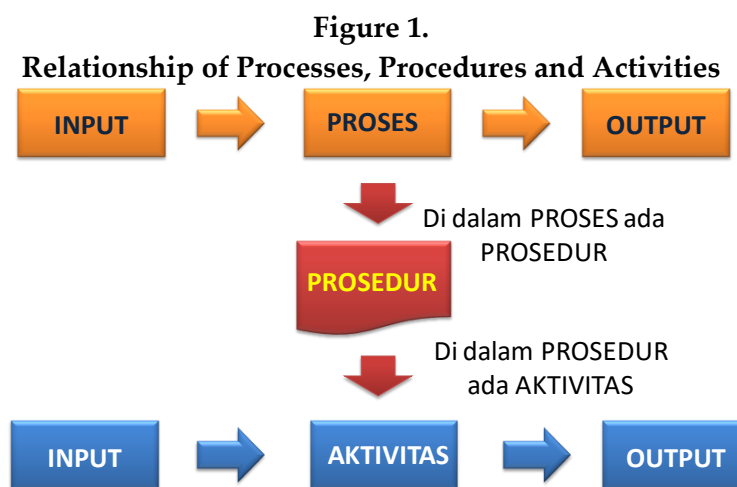 Figure 1.
Relationship of Processes, Procedures and Activities
INPUT
PROSES
OUTPUT
Di dalam PROSES ada
PROSEDUR
PROSEDUR
Di dalam PROSEDUR
ada AKTIVITAS
INPUT
AKTIVITAS
OUTPUT